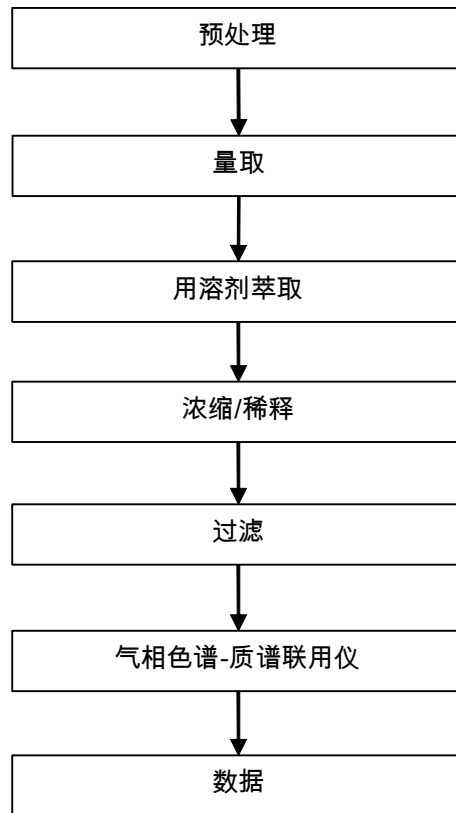 预处理
量取
用溶剂萃取
浓缩/稀释
过滤
气相色谱-质谱联用仪
数据